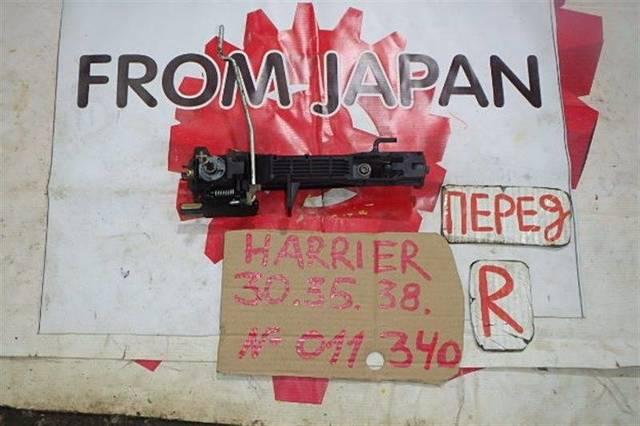 FROM JAPAN
ПЕРЕД
HARRIER
30.35.38.
R
№ 011 340